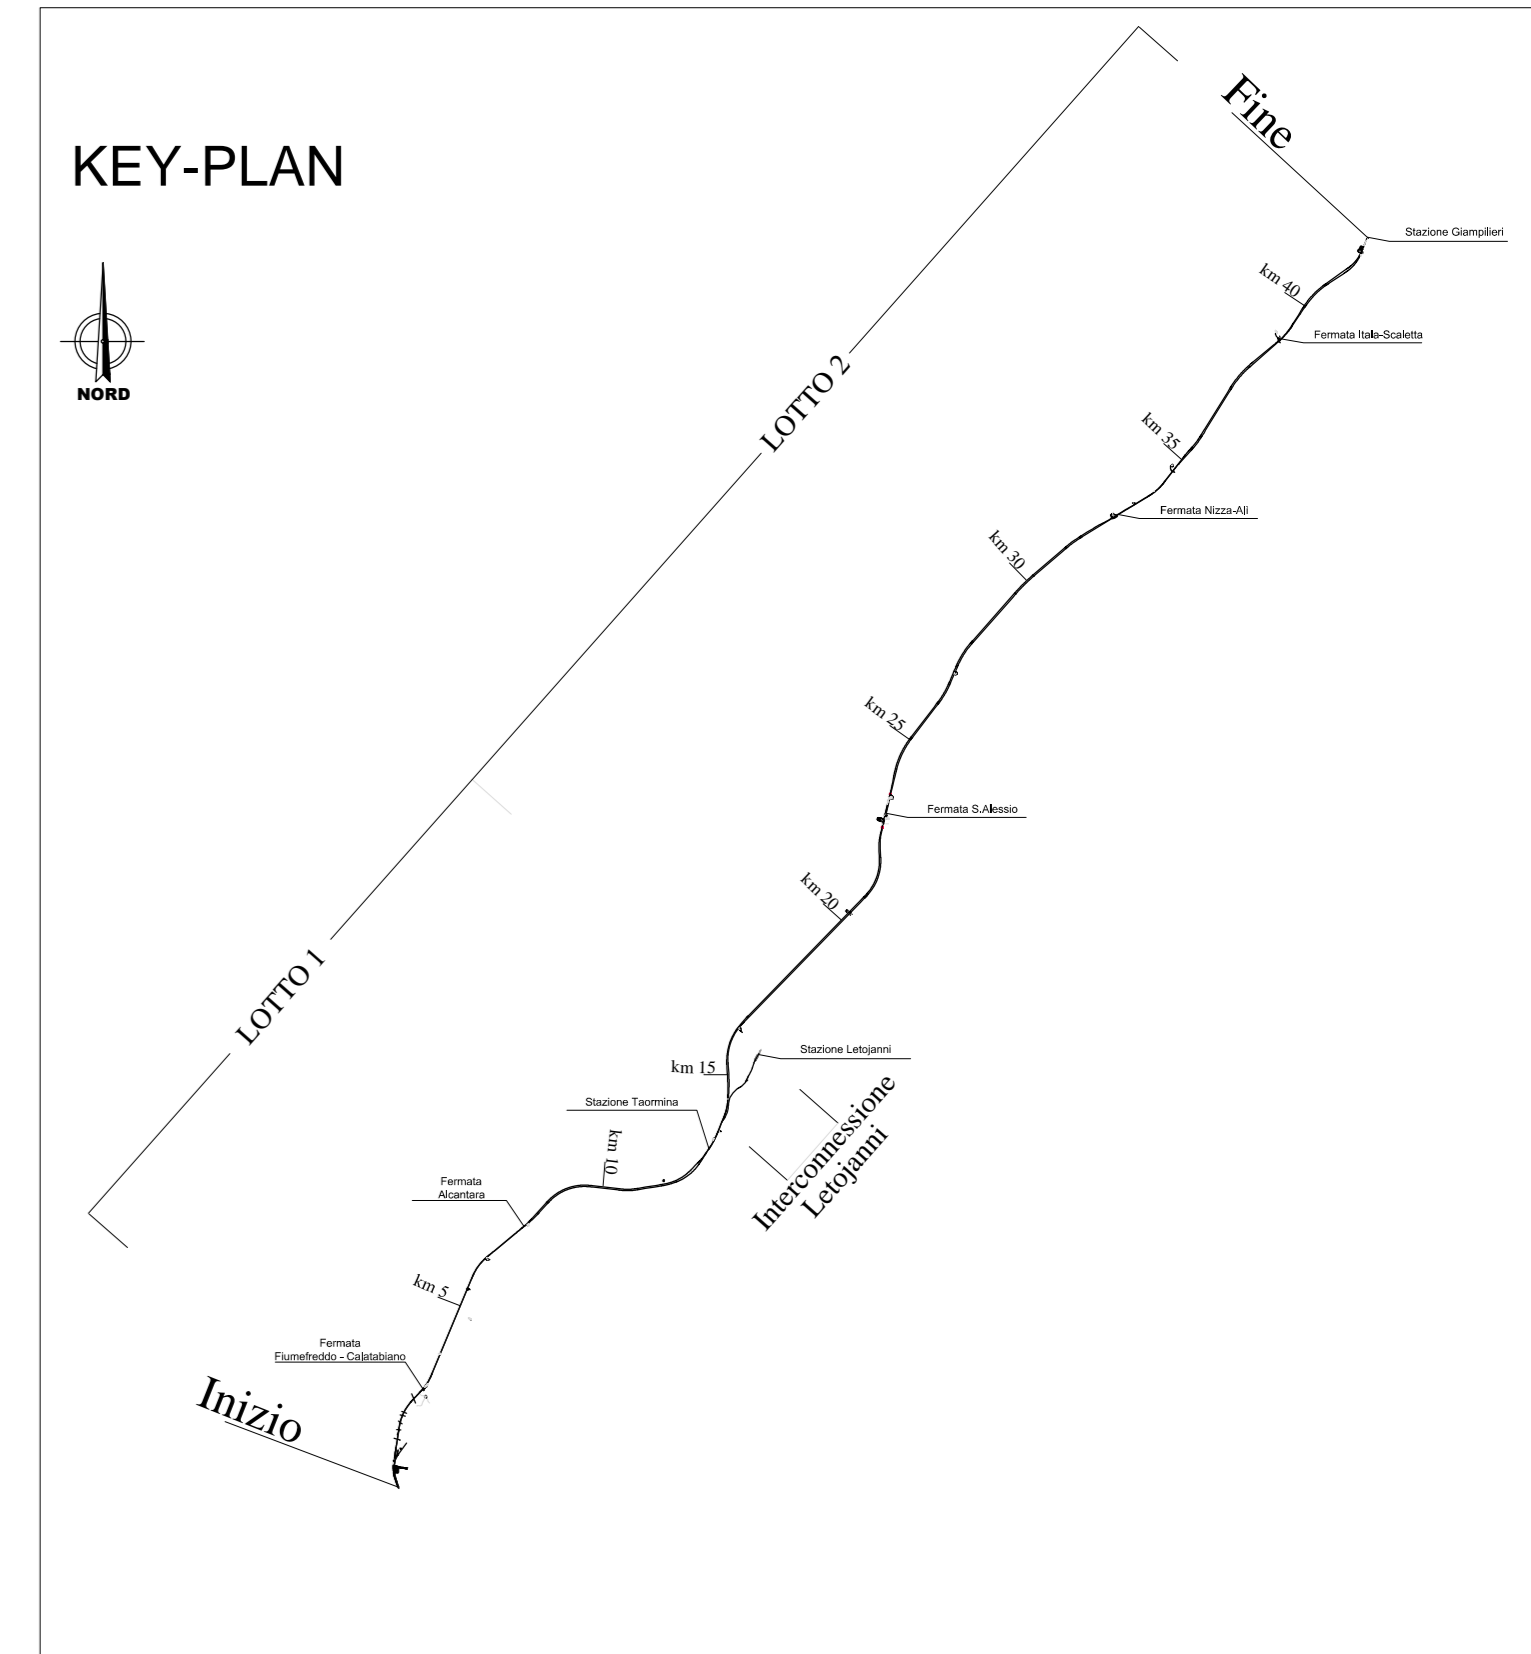 Fine
KEY-PLAN
Stazione Giampilieri
km 40
Fermata Itala-Scaletta
NORD
LOTTO 2
km 35
Fermata Nizza-Alì
km 30
km 25
Fermata S.Alessio
km 20
LOTTO 1
Stazione Letojanni
km 15
Stazione Taormina
Interconnessione
Letojanni
km 10
Fermata
Alcantara
km 5
Fermata
Fiumefreddo - Calatabiano
Inizio